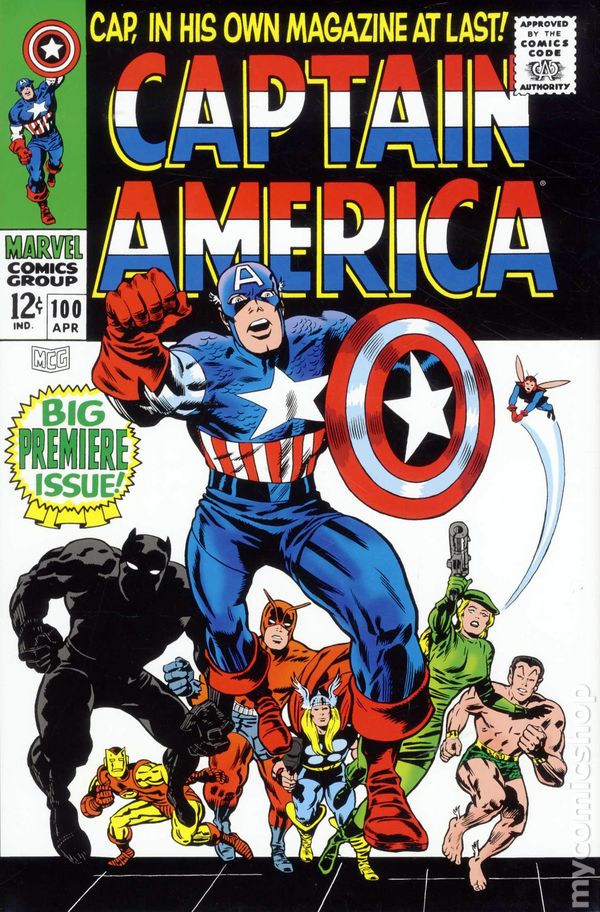 CAP, IN HIS OWN MAGAZINE AT LAST!
APPROVED
BY THE
COMICS
CODE
CA
AUTHORITY
CAPTAIN
AMERICA®
MARVEL
COMICS
GROUP
12¢
IND.
100
APR
MCG
BIG
PREMIERE
ISSUE!
A
mycomicshop